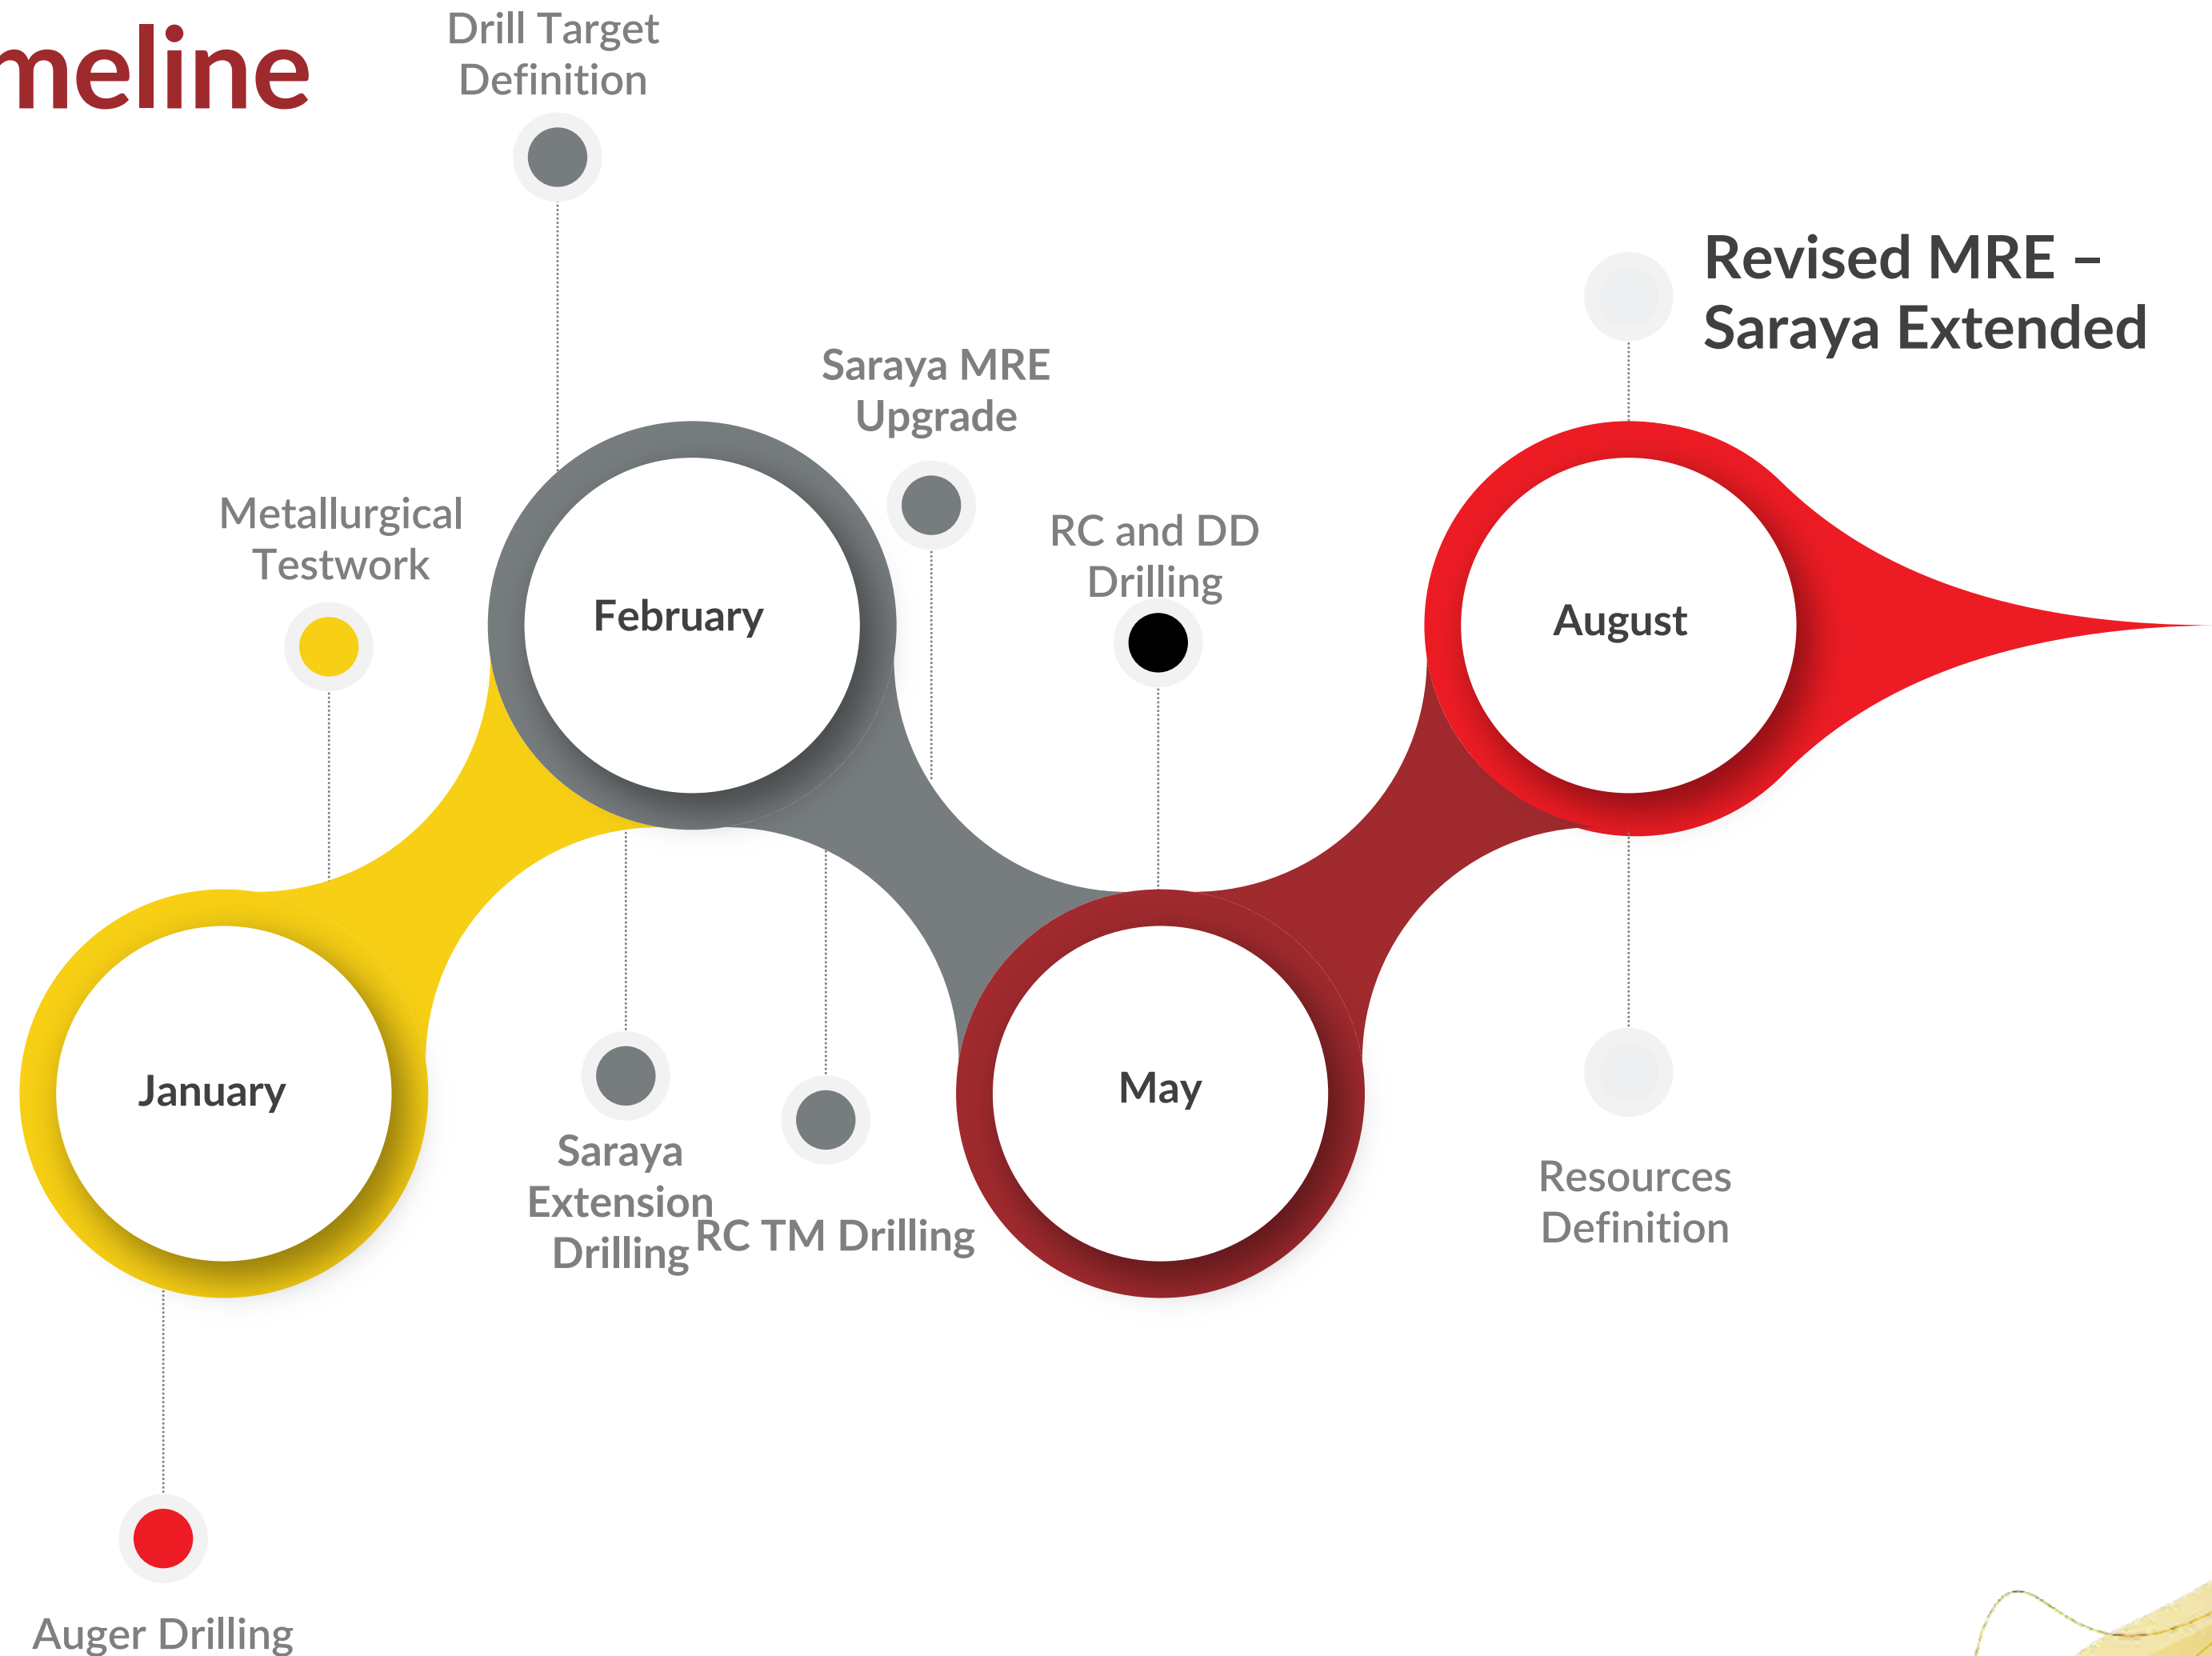 meline
Drill Target
Definition
Revised MRE –
Saraya Extended
Saraya MRE
Upgrade
Metallurgical
Testwork
RC and DD
Drilling
February
August
January
May
Saraya
Extension
Drilling
RC TM Drilling
Resources
Definition
Auger Drilling